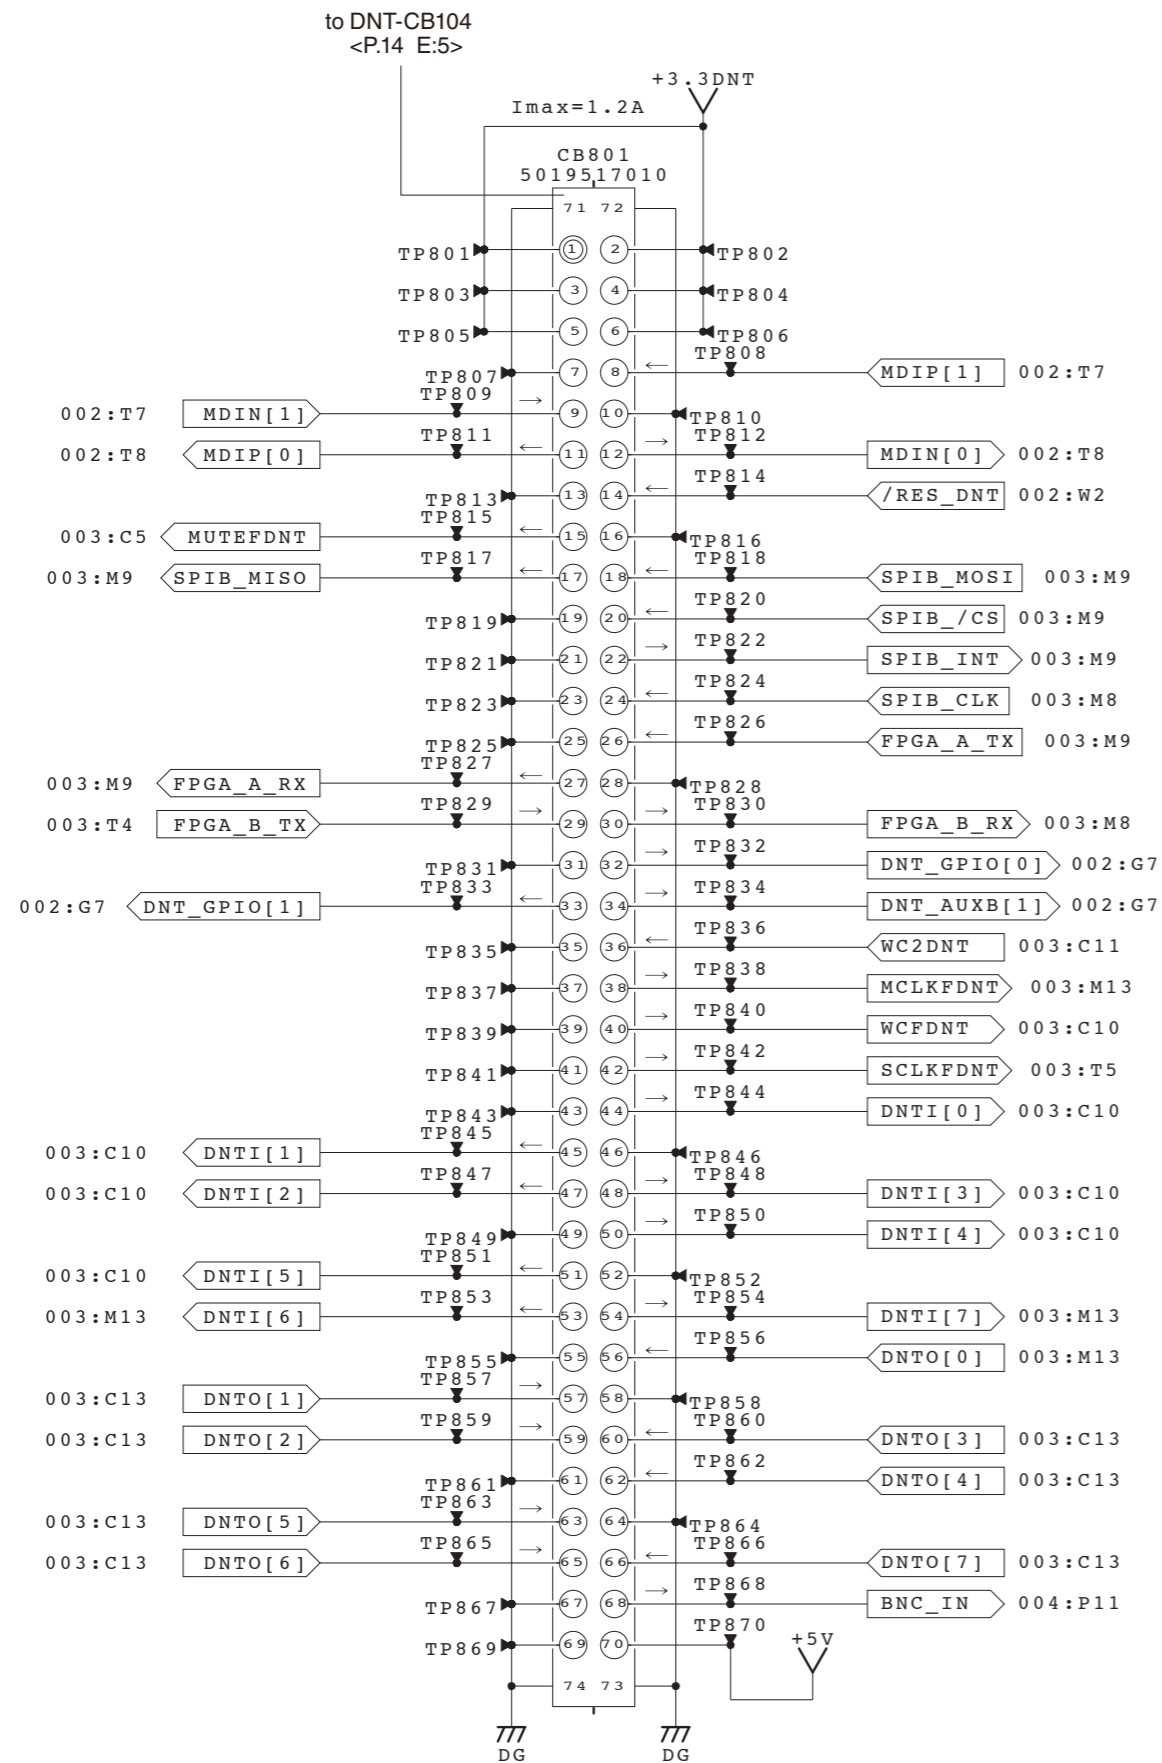 to DNT-CB104
<P.14 E:5>
+3.3DNT
Imax=1.2A
CB801
5019517010
71 72
TP801 1 2 TP802
TP803 3 4 TP804
TP805 5 6 TP806
TP808
TP807 7 8 MDIP[1] 002:T7
TP809
002:T7 MDIN[1] 9 10 TP810
TP811 TP812
002:T8 MDIP[0] 11 12 MDIN[0] 002:T8
TP814
TP813 13 14 /RES_DNT 002:W2
TP815
003:C5 MUTEFDNT 15 16 TP816
TP817 TP818
003:M9 SPIB_MISO 17 18 SPIB_MOSI 003:M9
TP820
TP819 19 20 SPIB_/CS 003:M9
TP822
TP821 21 22 SPIB_INT 003:M9
TP824
TP823 23 24 SPIB_CLK 003:M8
TP826
TP825 25 26 FPGA_A_TX 003:M9
TP827
003:M9 FPGA_A_RX 27 28 TP828
TP829 TP830
003:T4 FPGA_B_TX 29 30 FPGA_B_RX 003:M8
TP832
TP831 31 32 DNT_GPIO[0] 002:G7
TP833 TP834
002:G7 DNT_GPIO[1] 33 34 DNT_AUXB[1] 002:G7
TP836
TP835 35 36 WC2DNT 003:C11
TP838
TP837 37 38 MCLKFDNT 003:M13
TP840
TP839 39 40 WCFDNT 003:C10
TP842
TP841 41 42 SCLKFDNT 003:T5
TP844
TP843 43 44 DNTI[0] 003:C10
TP845
003:C10 DNTI[1] 45 46 TP846
TP847 TP848
003:C10 DNTI[2] 47 48 DNTI[3] 003:C10
TP850
TP849 49 50 DNTI[4] 003:C10
TP851
003:C10 DNTI[5] 51 52 TP852
TP853 TP854
003:M13 DNTI[6] 53 54 DNTI[7] 003:M13
TP856
TP855 55 56 DNTO[0] 003:M13
TP857
003:C13 DNTO[1] 57 58 TP858
TP859 TP860
003:C13 DNTO[2] 59 60 DNTO[3] 003:C13
TP862
TP861 61 62 DNTO[4] 003:C13
TP863
003:C13 DNTO[5] 63 64 TP864
TP865 TP866
003:C13 DNTO[6] 65 66 DNTO[7] 003:C13
TP868
TP867 67 68 BNC_IN 004:P11
TP870
TP869 69 70 +5V
74 73
DG DG